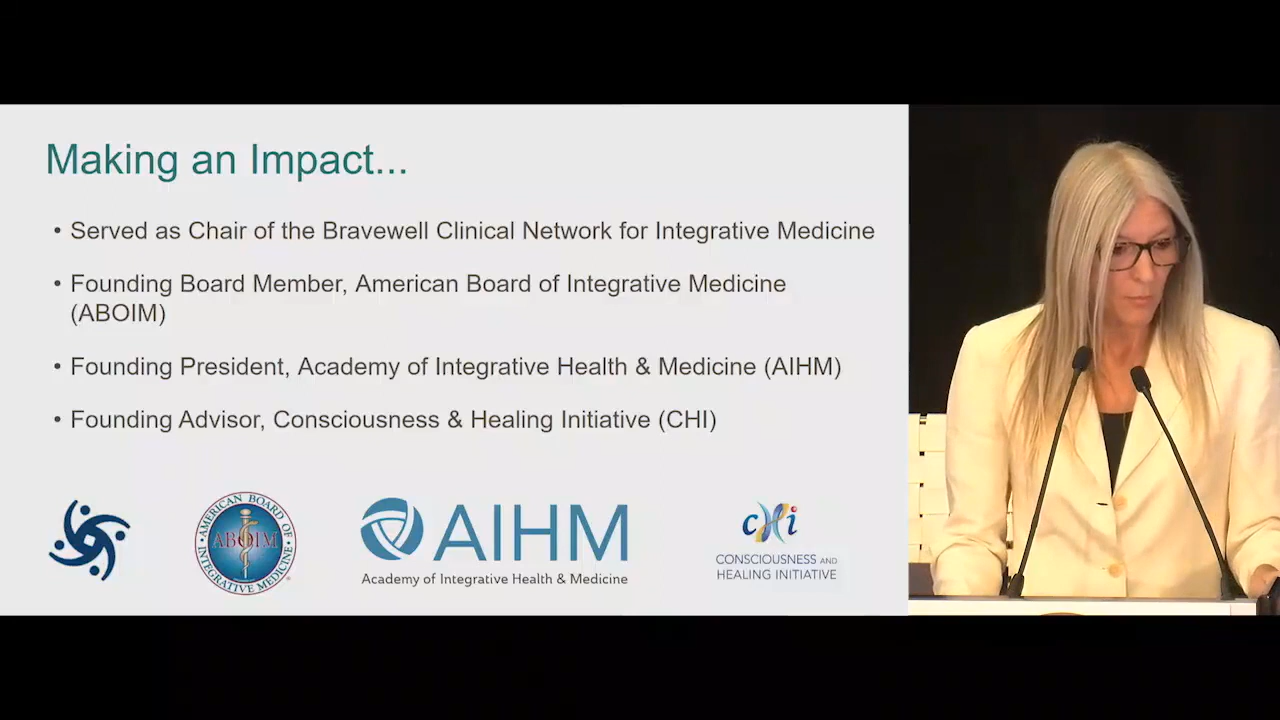 Making an Impact...
• Served as Chair of the Bravewell Clinical Network for Integrative Medicine
• Founding Board Member, American Board of Integrative Medicine
(ABOIM)
• Founding President, Academy of Integrative Health & Medicine (AIHM)
• Founding Advisor, Consciousness & Healing Initiative (CHI)
AMERICAN BOARD OF
ABOIM
INTEGRATIVE MEDICINE
AIHM
Academy of Integrative Health & Medicine
cHi
CONSCIOUSNESS AND
HEALING INITIATIVE